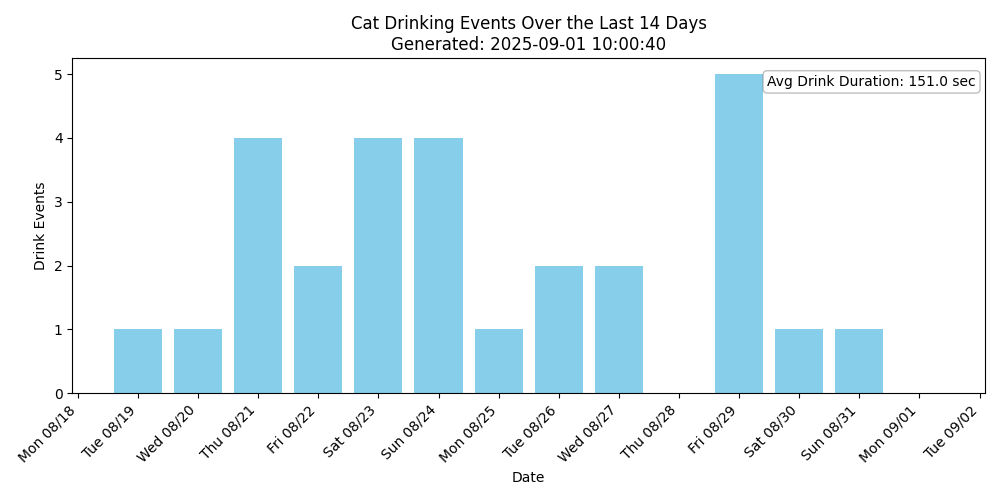 Cat Drinking Events Over the Last 14 Days
Generated: 2025-09-01 10:00:40
Avg Drink Duration: 151.0 sec
Drink Events
5
4
3
2
1
0
Mon 08/18
Tue 08/19
Wed 08/20
Thu 08/21
Fri 08/22
Sat 08/23
Sun 08/24
Mon 08/25
Tue 08/26
Wed 08/27
Thu 08/28
Fri 08/29
Sat 08/30
Sun 08/31
Mon 09/01
Tue 09/02
Date